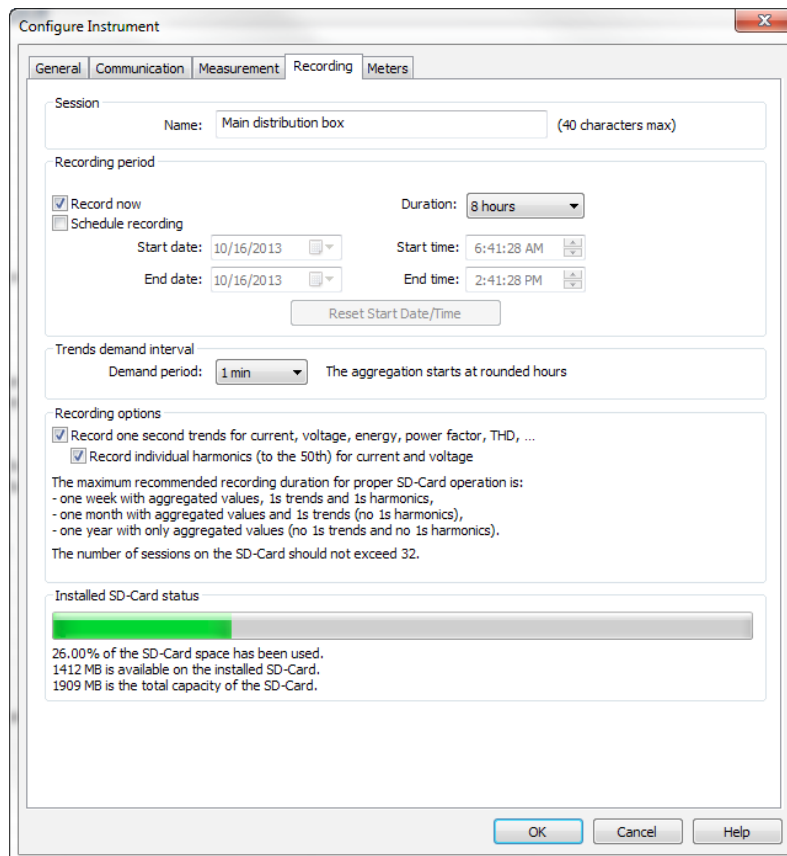 Configure Instrument
General Communication Measurement Recording Meters
Session
Name: Main distribution box (40 characters max)
Recording period
Record now Duration: 8 hours
Schedule recording
Start date: 10/16/2013 Start time: 6:41:28 AM
End date: 10/16/2013 End time: 2:41:28 PM
Reset Start Date/Time
Trends demand interval
Demand period: 1 min The aggregation starts at rounded hours
Recording options
Record one second trends for current, voltage, energy, power factor, THD, ...
Record individual harmonics (to the 50th) for current and voltage
The maximum recommended recording duration for proper SD-Card operation is:
- one week with aggregated values, 1s trends and 1s harmonics,
- one month with aggregated values and 1s trends (no 1s harmonics),
- one year with only aggregated values (no 1s trends and no 1s harmonics).
The number of sessions on the SD-Card should not exceed 32.
Installed SD-Card status
26.00% of the SD-Card space has been used.
1412 MB is available on the installed SD-Card.
1909 MB is the total capacity of the SD-Card.
OK Cancel Help